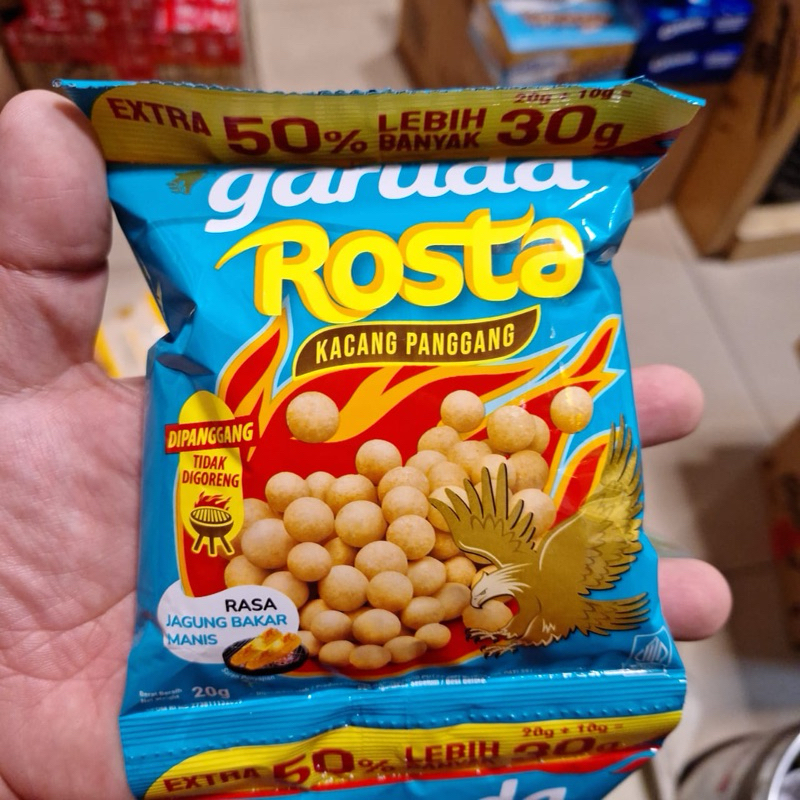 20g + 10g =
EXTRA 50% LEBIH BANYAK 30g
garuda
Rosta
KACANG PANGGANG
DIPANGGANG
TIDAK
DIGORENG
RASA
JAGUNG BAKAR
MANIS
20g
20g + 10g =
EXTRA 50% LEBIH BANYAK 30g